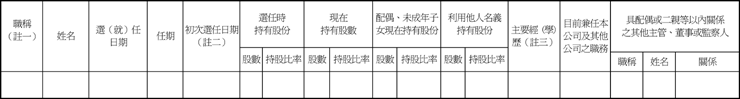 職稱
(註一)
姓名
選（就）任
日期
任期
初次選任日期
(註二)
選任時
持有股份
股數
持股比率
現在
持有股數
股數
持股比率
配偶、未成年子
女現在持有股份
股數
持股比率
利用他人名義
持有股份
股數
持股比率
主要經(學)
歷（註三）
目前兼任本
公司及其他
公司之職務
具配偶或二親等以內關係
之其他主管、董事或監察人
職稱
姓名
關係